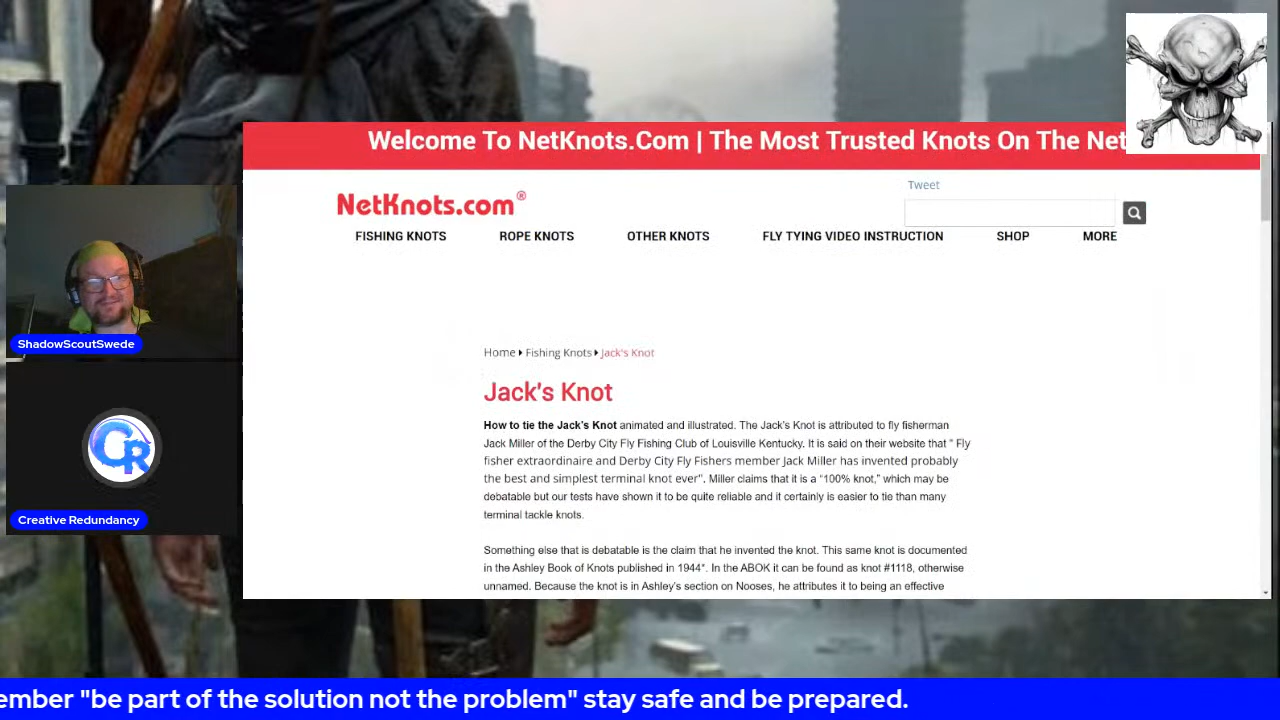 Welcome To NetKnots.Com | The Most Trusted Knots On The Net
Tweet
NetKnots.com®
FISHING KNOTS ROPE KNOTS OTHER KNOTS FLY TYING VIDEO INSTRUCTION SHOP MORE
Home Fishing Knots Jack's Knot
Jack's Knot
How to tie the Jack's Knot animated and illustrated. The Jack's Knot is attributed to fly fisherman
Jack Miller of the Derby City Fly Fishing Club of Louisville Kentucky. It is said on their website that " Fly
fisher extraordinaire and Derby City Fly Fishers member Jack Miller has invented probably
the best and simplest terminal knot ever". Miller claims that it is a "100% knot," which may be
debatable but our tests have shown it to be quite reliable and it certainly is easier to tie than many
terminal tackle knots.
Something else that is debatable is the claim that he invented the knot. This same knot is documented
in the Ashley Book of Knots published in 1944*. In the ABOK it can be found as knot #1118, otherwise
unnamed. Because the knot is in Ashley's section on Nooses, he attributes it to being an effective
ShadowScoutSwede
CR
Creative Redundancy
ember "be part of the solution not the problem" stay safe and be prepared.